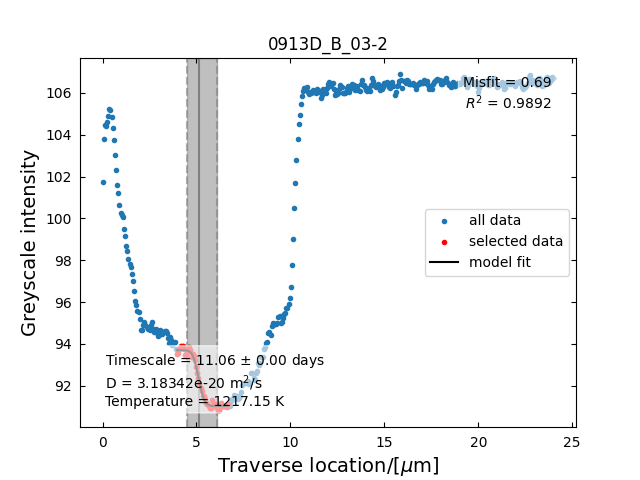 0913D_B_03-2
Misfit = 0.69
R² = 0.9892
106
104
102
100
98
96
94
92
Greyscale intensity
all data
selected data
model fit
Timescale = 11.06 ± 0.00 days
D = 3.18342e-20 m²/s
Temperature = 1217.15 K
0 5 10 15 20 25
Traverse location/[μm]